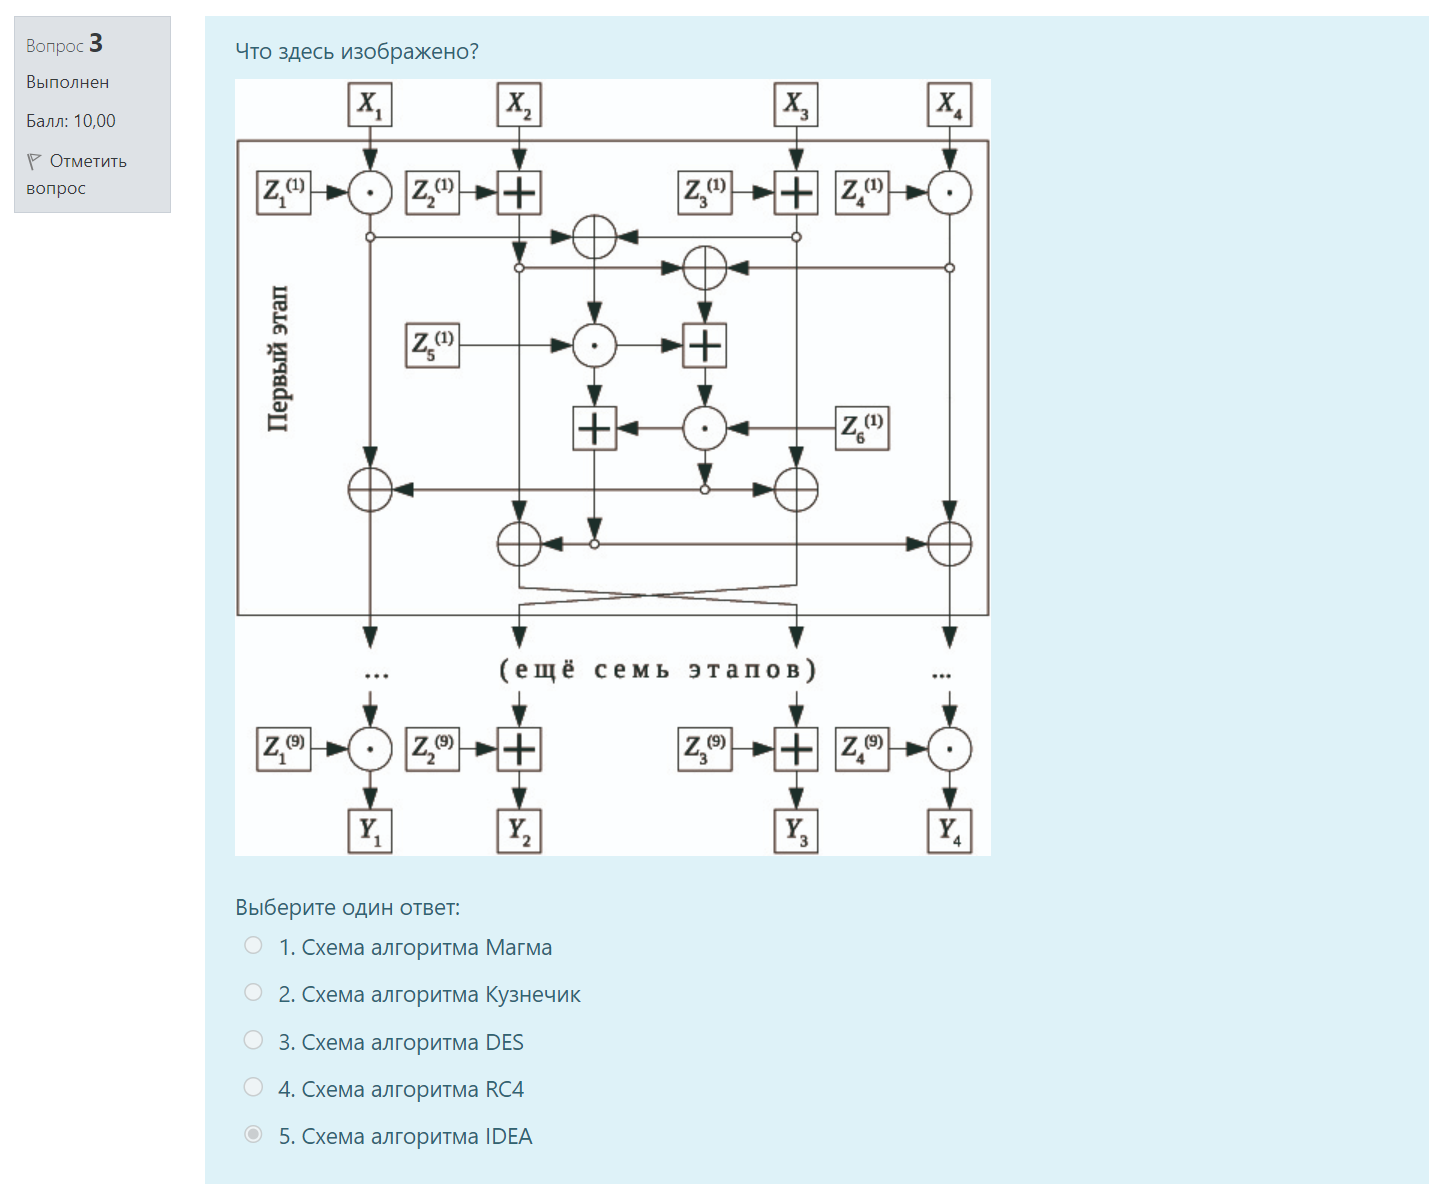 Вопрос 3
Выполнен
Балл: 10,00
Отметить
вопрос
Что здесь изображено?
X1 X2 X3 X4
Z1(1) Z2(1) Z3(1) Z4(1)
Первый этап
Z5(1)
Z6(1)
... (ещё семь этапов) ...
Z1(9) Z2(9) Z3(9) Z4(9)
Y1 Y2 Y3 Y4
Выберите один ответ:
1. Схема алгоритма Магма
2. Схема алгоритма Кузнечик
3. Схема алгоритма DES
4. Схема алгоритма RC4
5. Схема алгоритма IDEA